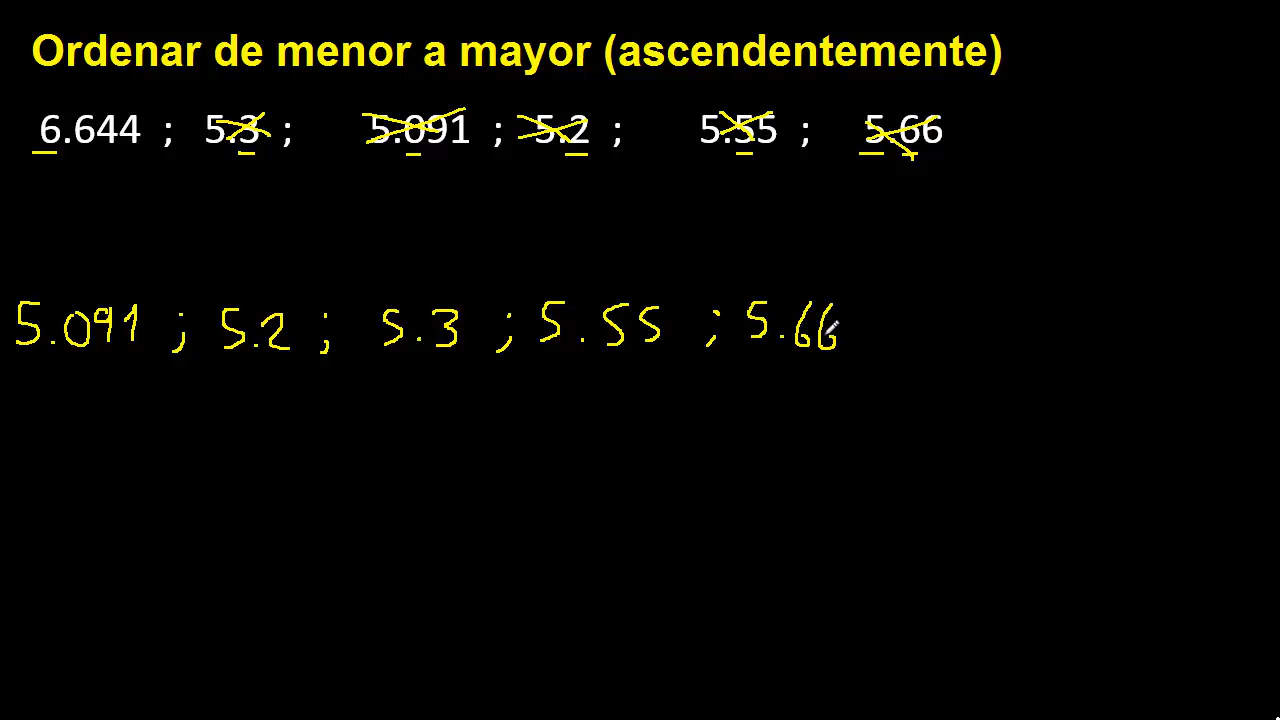 Ordenar de menor a mayor (ascendentemente)
6.644 ; 5.3 ; 5.091 ; 5.2 ; 5.55 ; 5.66
5.091 ; 5.2 ; 5.3 ; 5.55 ; 5.66